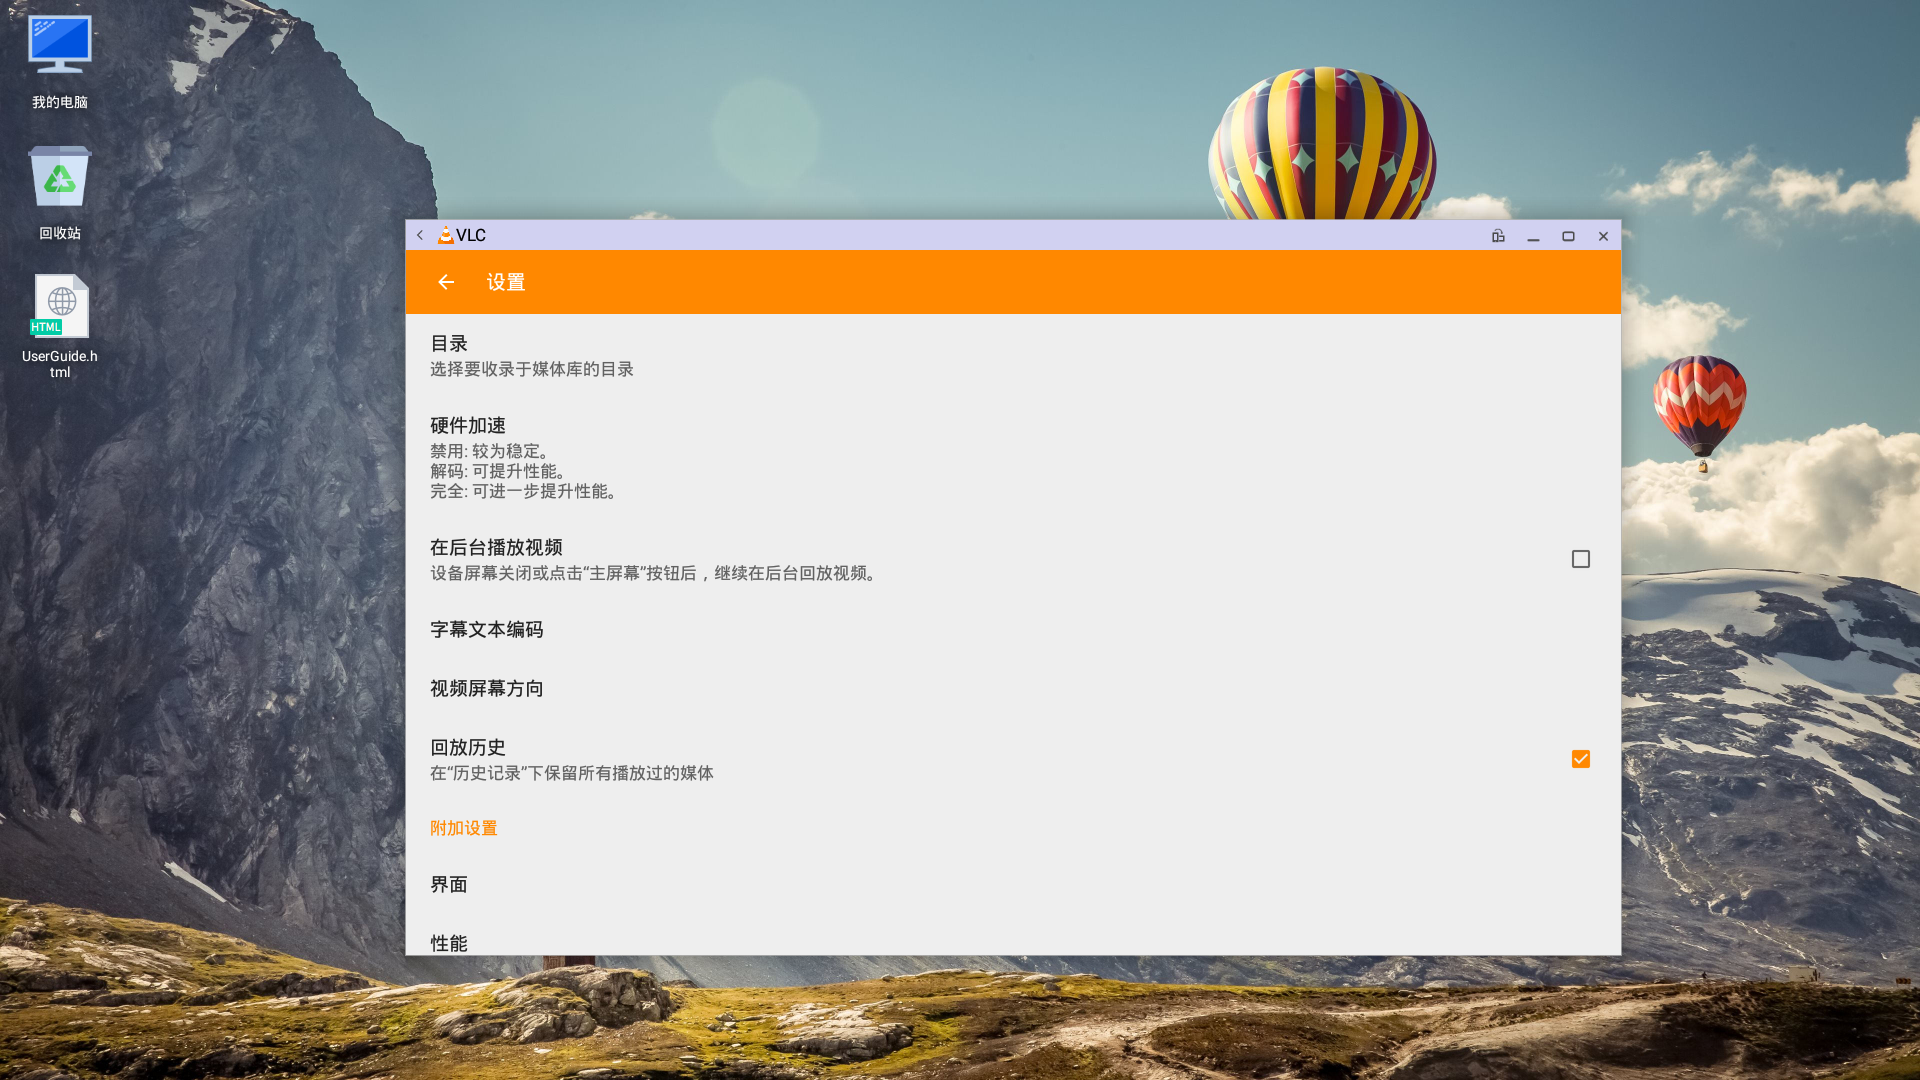 我的电脑
回收站
HTML
UserGuide.h
tml
VLC
设置
目录
选择要收录于媒体库的目录
硬件加速
禁用: 较为稳定。
解码: 可提升性能。
完全: 可进一步提升性能。
在后台播放视频
设备屏幕关闭或点击“主屏幕”按钮后，继续在后台回放视频。
字幕文本编码
视频屏幕方向
回放历史
在“历史记录”下保留所有播放过的媒体
附加设置
界面
性能